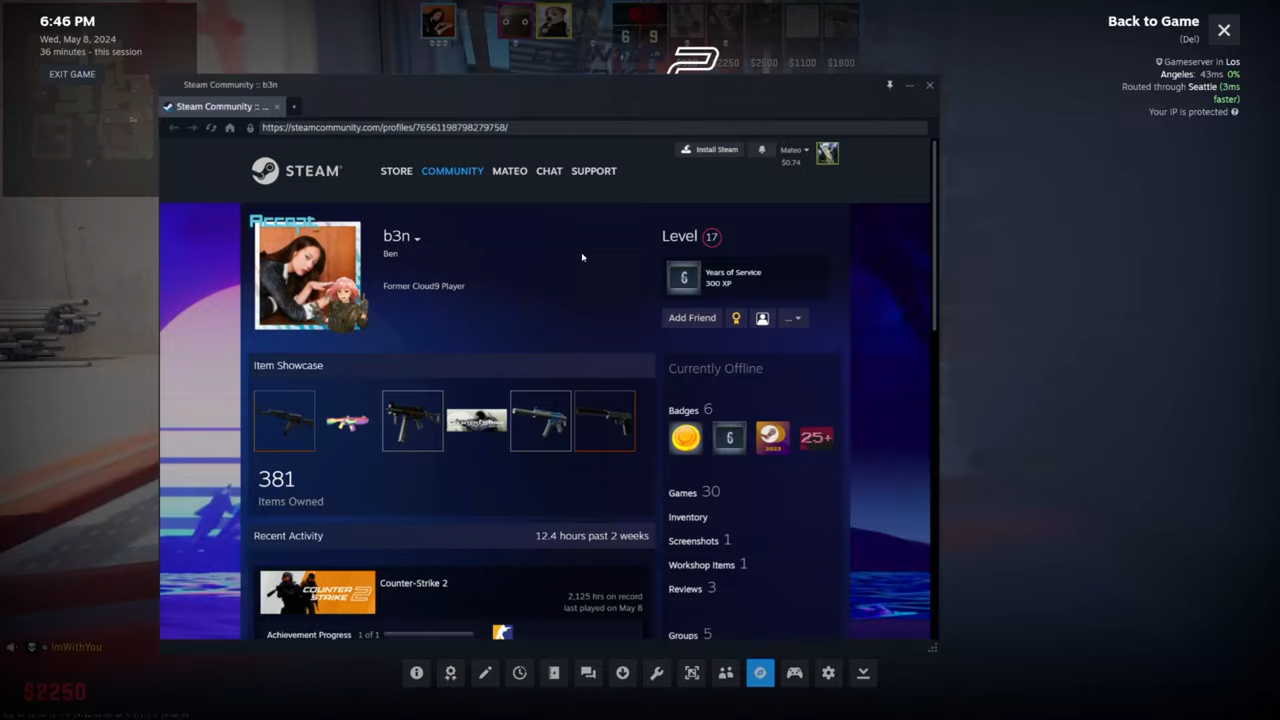 6:46 PM
Wed, May 8, 2024
36 minutes - this session
EXIT GAME
6 9
2250 $2600 $1100 $1800
Back to Game
(Del)
Gameserver in Los
Angeles: 43ms 0%
Routed through Seattle (3ms
faster)
Your IP is protected
Steam Community :: b3n
Steam Community :: ...
https://steamcommunity.com/profiles/76561198798279758/
Install Steam
Mateo
$0.74
STEAM
STORE COMMUNITY MATEO CHAT SUPPORT
Accept
b3n
Ben
Former Cloud9 Player
Level 17
6
Years of Service
300 XP
Add Friend
...
Item Showcase
381
Items Owned
Currently Offline
Badges 6
6 2023 25+
Games 30
Inventory
Screenshots 1
Workshop Items 1
Reviews 3
Groups 5
Recent Activity 12.4 hours past 2 weeks
COUNTER
STRIKE 2
Counter-Strike 2
2,125 hrs on record
last played on May 8
Achievement Progress 1 of 1
ImWithYou
$2250